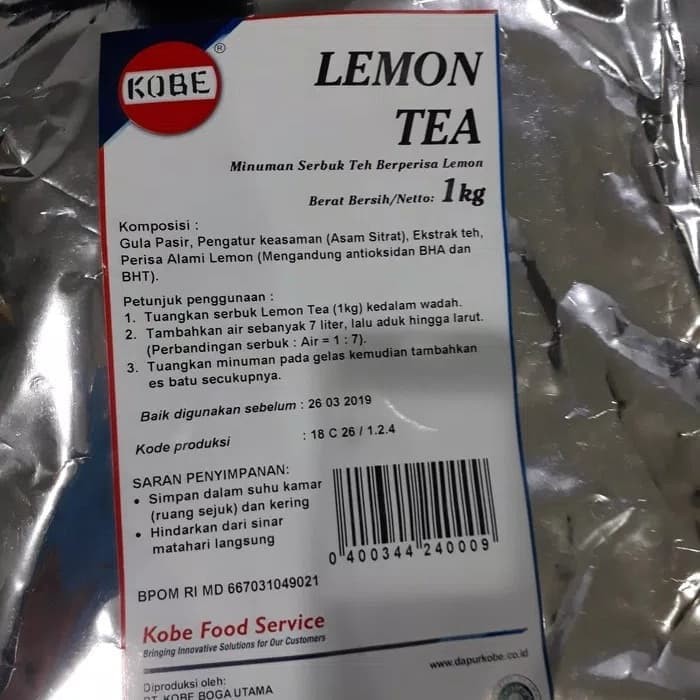 KOBE ®
LEMON
TEA
Minuman Serbuk Teh Berperisa Lemon
Berat Bersih/Netto: 1kg
Komposisi :
Gula Pasir, Pengatur keasaman (Asam Sitrat), Ekstrak teh,
Perisa Alami Lemon (Mengandung antioksidan BHA dan
BHT).
Petunjuk penggunaan :
1. Tuangkan serbuk Lemon Tea (1kg) kedalam wadah.
2. Tambahkan air sebanyak 7 liter, lalu aduk hingga larut.
(Perbandingan serbuk : Air = 1 : 7).
3. Tuangkan minuman pada gelas kemudian tambahkan
es batu secukupnya.
Baik digunakan sebelum : 26 03 2019
Kode produksi : 18 C 26 / 1.2.4
SARAN PENYIMPANAN:
• Simpan dalam suhu kamar
(ruang sejuk) dan kering
• Hindarkan dari sinar
matahari langsung
0 400344 240009
BPOM RI MD 667031049021
Kobe Food Service
Bringing Innovative Solutions for Our Customers
www.dapurkobe.co.id
Diproduksi oleh:
PT. KOBE BOGA UTAMA